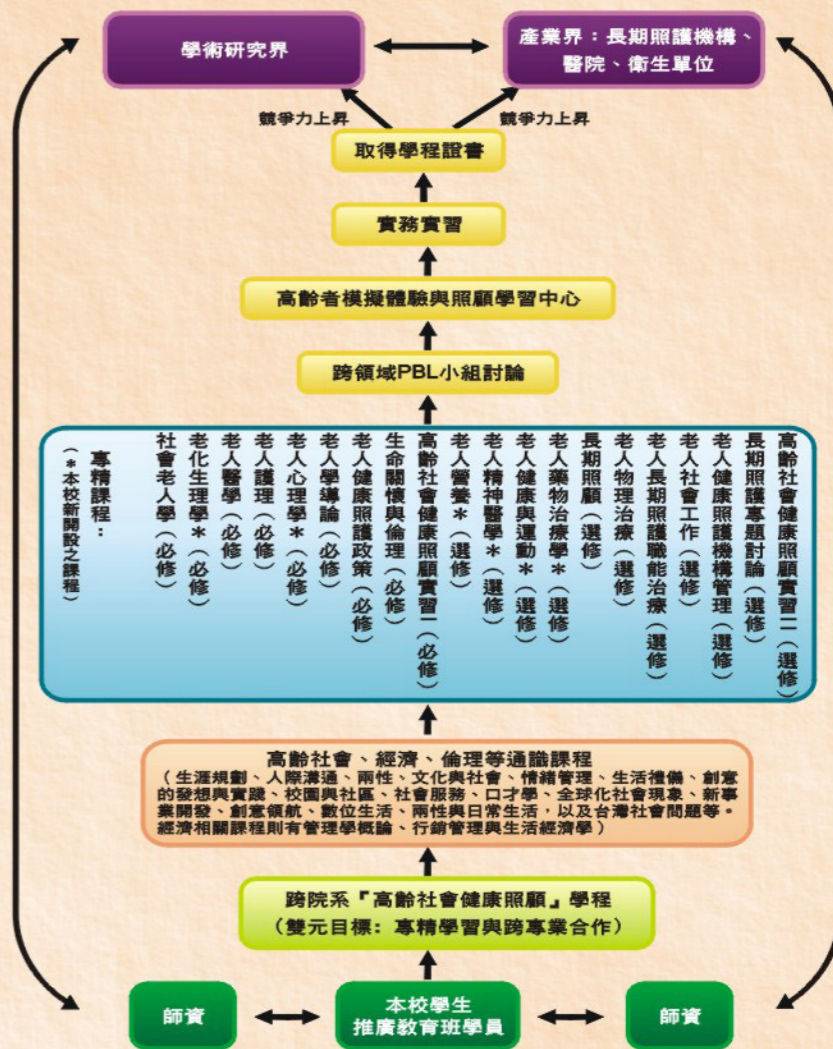 學術研究界
產業界：長期照護機構、
醫院、衛生單位
競爭力上昇
競爭力上昇
取得學程證書
實務實習
高齡者模擬體驗與照顧學習中心
跨領域PBL小組討論
專精課程：
（*本校新開設之課程）
社會老人學（必修）
老化生理學*（必修）
老人醫學（必修）
老人護理（必修）
老人心理學*（必修）
老人學導論（必修）
老人健康照護政策（必修）
生命關懷與倫理（必修）
高齡社會健康照顧實習二（必修）
老人營養*（選修）
老人精神醫學*（選修）
老人健康與運動*（選修）
老人藥物治療學*（選修）
長期照顧（選修）
老人物理治療（選修）
老人長期照護職能治療（選修）
老人社會工作（選修）
老人健康照護機構管理（選修）
長期照護專題討論（選修）
高齡社會健康照顧實習二（選修）
高齡社會、經濟、倫理等通識課程
（生涯規劃、人際溝通、兩性、文化與社會、情緒管理、生活禮儀、創意
的發想與實踐、校園與社區、社會服務、口才學、全球化社會現象、新事
業開發、創意領航、數位生活、兩性與日常生活，以及台灣社會問題等。
經濟相關課程則有管理學概論、行銷管理與生活經濟學）
跨院系『高齡社會健康照顧』學程
（雙元目標：專精學習與跨專業合作）
師資
本校學生
推廣教育班學員
師資